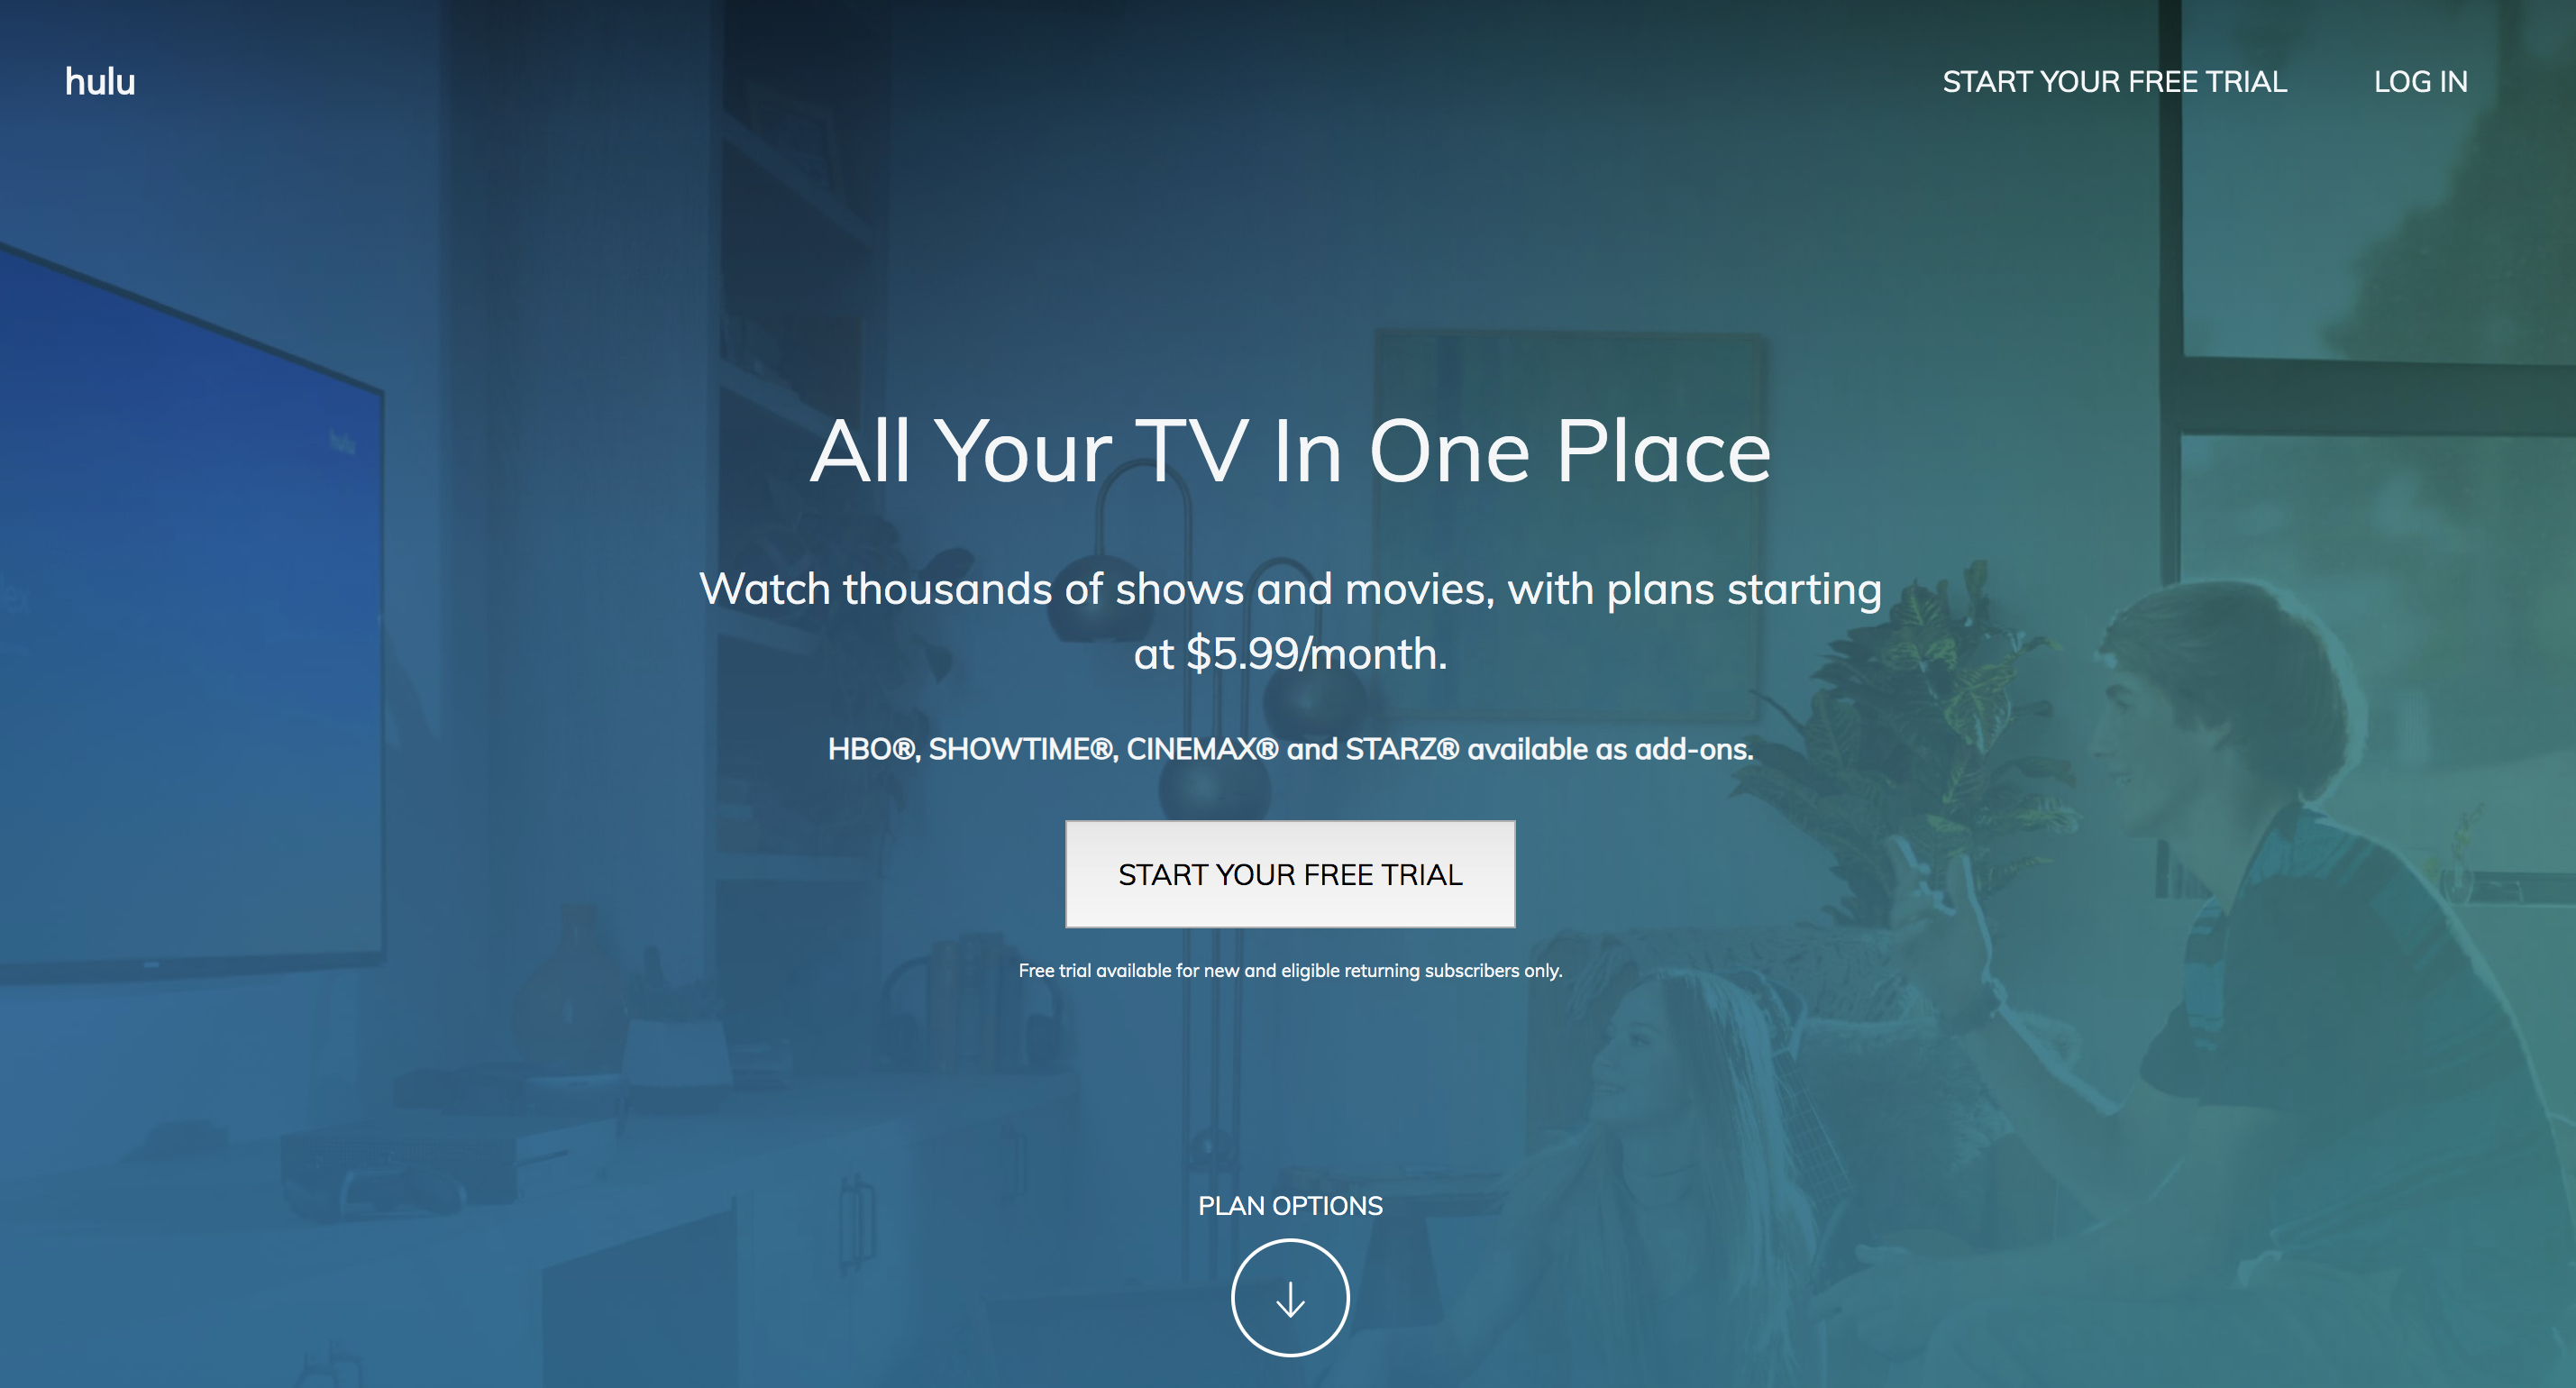 hulu
START YOUR FREE TRIAL
LOG IN
hulu
All Your TV In One Place
Watch thousands of shows and movies, with plans starting
at $5.99/month.
HBO®, SHOWTIME®, CINEMAX® and STARZ® available as add-ons.
START YOUR FREE TRIAL
Free trial available for new and eligible returning subscribers only.
PLAN OPTIONS